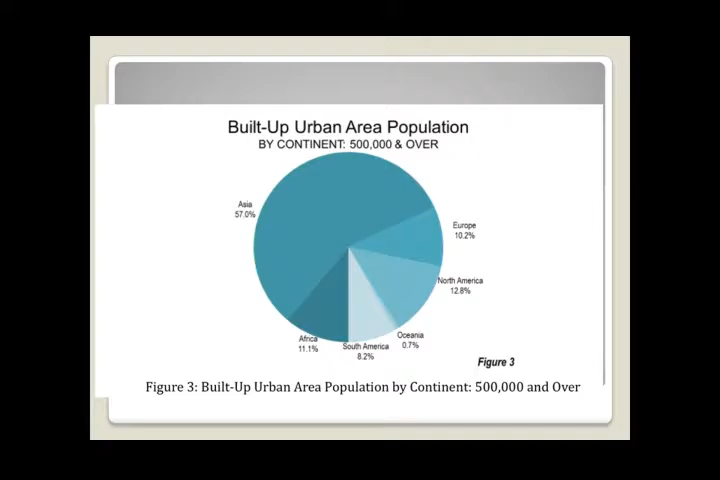 Built-Up Urban Area Population
BY CONTINENT: 500,000 & OVER
Asia
57.0%
Europe
10.2%
North America
12.8%
Oceania
0.7%
South America
8.2%
Africa
11.1%
Figure 3
Figure 3: Built-Up Urban Area Population by Continent: 500,000 and Over